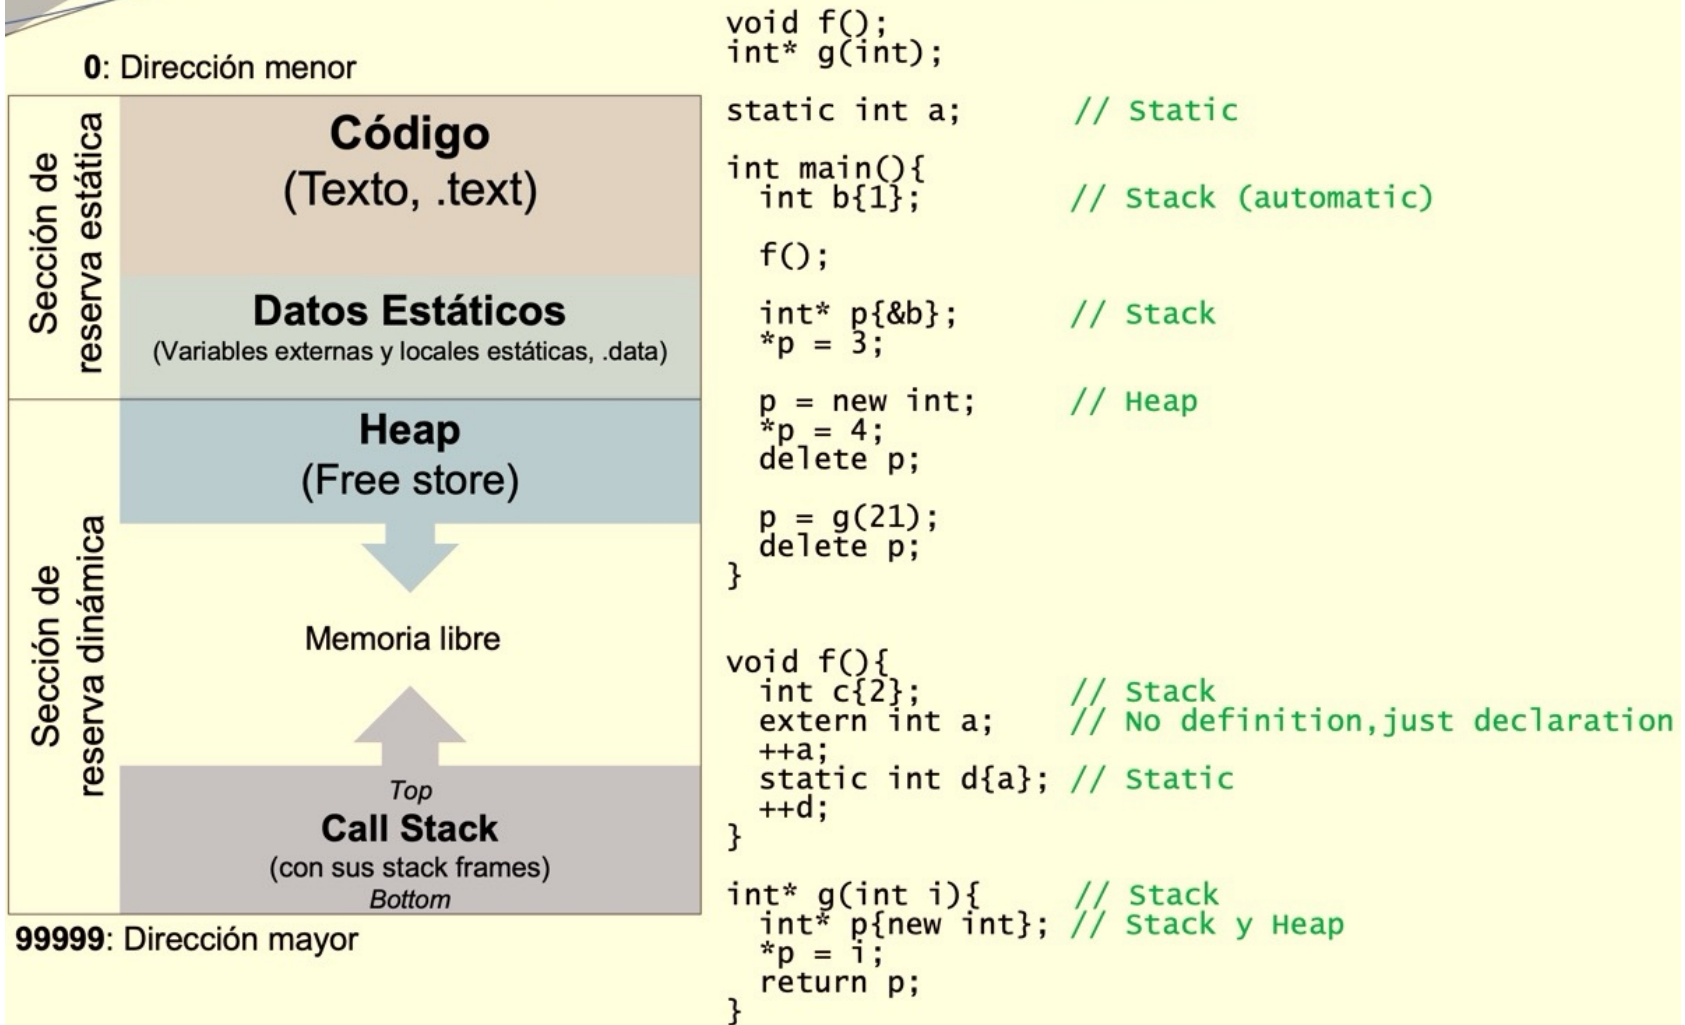 0: Dirección menor
Sección de
reserva estática
Código
(Texto, .text)
Datos Estáticos
(Variables externas y locales estáticas, .data)
Sección de
reserva dinámica
Heap
(Free store)
Memoria libre
Top
Call Stack
(con sus stack frames)
Bottom
99999: Dirección mayor
void f();
int* g(int);
static int a;       // Static
int main(){
  int b{1};         // Stack (automatic)
  f();
  int* p{&b};       // Stack
  *p = 3;
  p = new int;      // Heap
  *p = 4;
  delete p;
  p = g(21);
  delete p;
}
void f(){
  int c{2};         // Stack
  extern int a;     // No definition,just declaration
  ++a;
  static int d{a};  // Static
  ++d;
}
int* g(int i){      // Stack
  int* p{new int};  // Stack y Heap
  *p = i;
  return p;
}